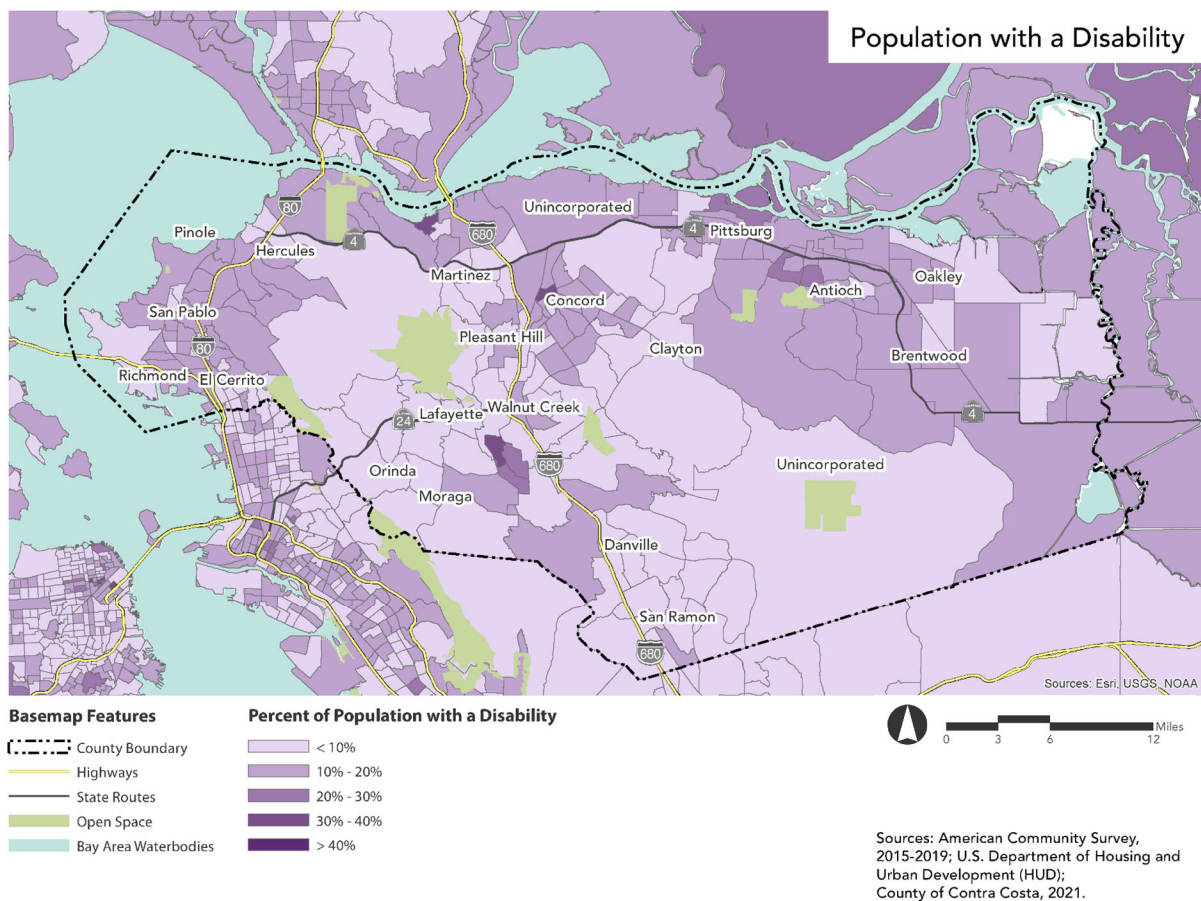 Population with a Disability
80
Unincorporated
Pinole
4
680
4
Pittsburg
Hercules
Martinez
Oakley
San Pablo
Concord
Antioch
80
Pleasant Hill
Clayton
Brentwood
Richmond
El Cerrito
Walnut Creek
24
Lafayette
4
Orinda
680
Unincorporated
Moraga
Danville
San Ramon
680
Sources: Esri, USGS, NOAA
Basemap Features
County Boundary
Highways
State Routes
Open Space
Bay Area Waterbodies
Percent of Population with a Disability
< 10%
10% - 20%
20% - 30%
30% - 40%
> 40%
Miles
0 3 6 12
Sources: American Community Survey,
2015-2019; U.S. Department of Housing and
Urban Development (HUD);
County of Contra Costa, 2021.